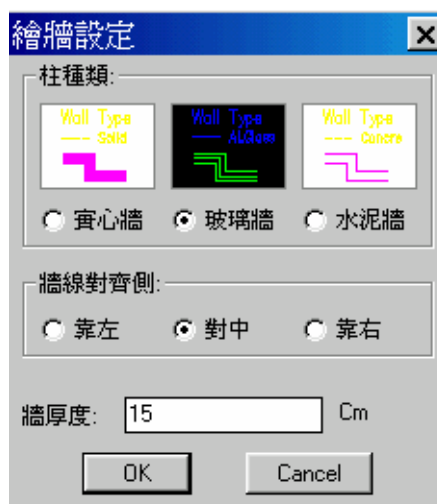 繪牆設定
柱種類:
Wall Type Wall Type Wall Type
--- Solid --- ALGlass --- Concre
實心牆 玻璃牆 水泥牆
牆線對齊側:
靠左 對中 靠右
牆厚度: 15 Cm
OK Cancel